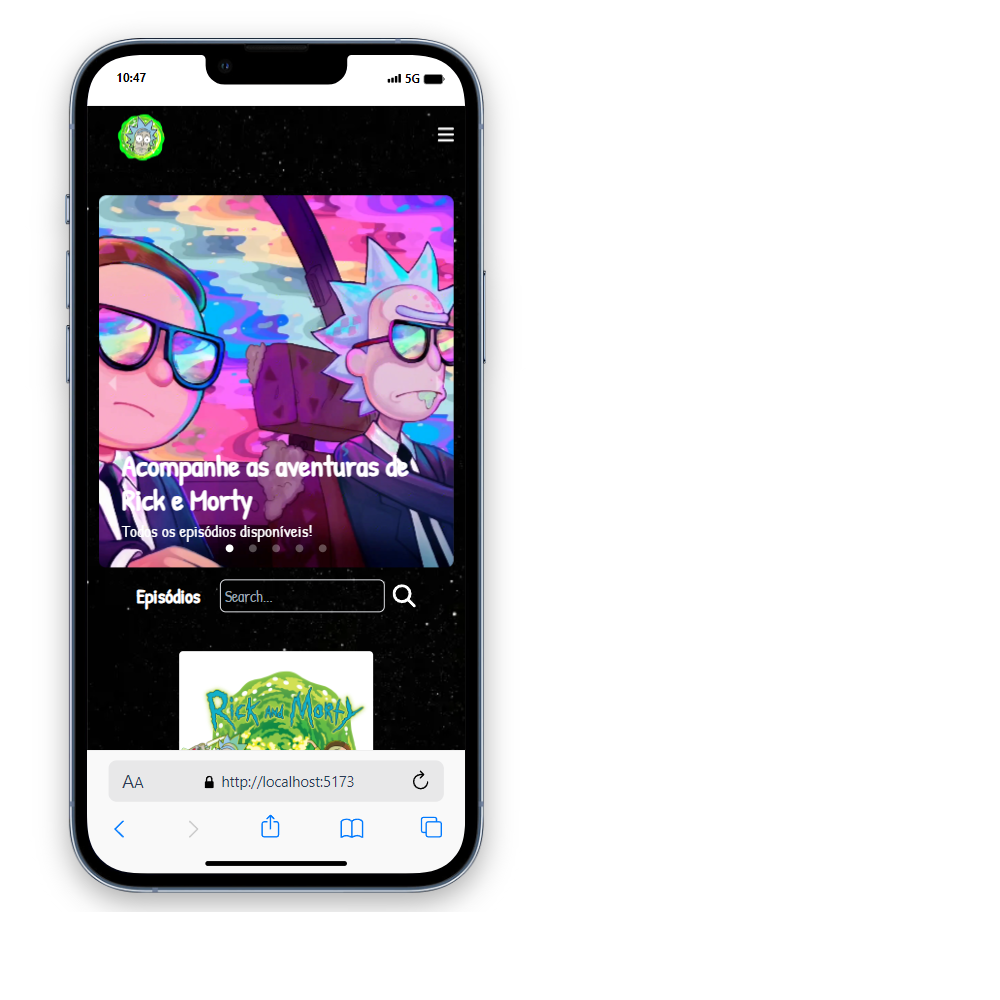 10:47
5G
Acompanhe as aventuras de
Rick e Morty
Todos os episódios disponíveis!
Episódios
Search...
Rick and Morty
AA
http://localhost:5173